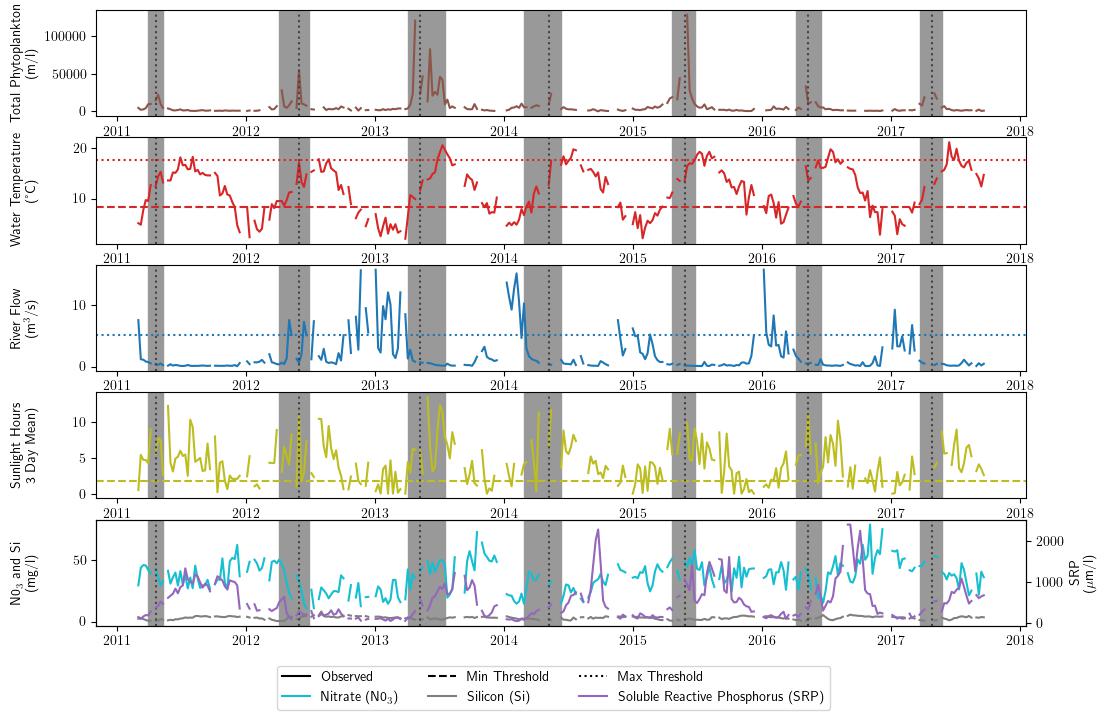 Total Phytoplankton
(m/l)
100000
50000
0
2011 2012 2013 2014 2015 2016 2017 2018
Water Temperature
(°C)
20
10
2011 2012 2013 2014 2015 2016 2017 2018
River Flow
(m³/s)
10
0
2011 2012 2013 2014 2015 2016 2017 2018
Sunlight Hours
3 Day Mean)
10
5
0
2011 2012 2013 2014 2015 2016 2017 2018
No₃ and Si
(mg/l)
50
0
2000
1000
0
SRP
(μm/l)
2011 2012 2013 2014 2015 2016 2017 2018
Observed Min Threshold Max Threshold
Nitrate (No₃) Silicon (Si) Soluble Reactive Phosphorus (SRP)